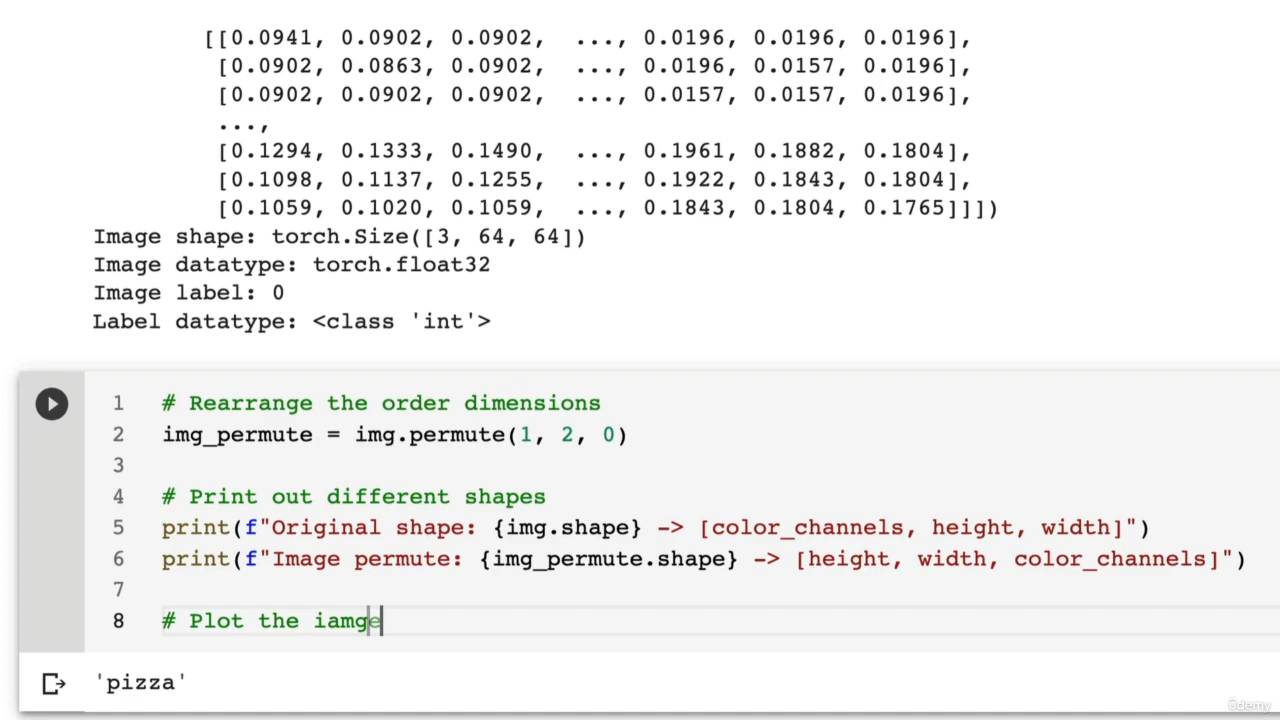 [[0.0941, 0.0902, 0.0902, ..., 0.0196, 0.0196, 0.0196],
[0.0902, 0.0863, 0.0902, ..., 0.0196, 0.0157, 0.0196],
[0.0902, 0.0902, 0.0902, ..., 0.0157, 0.0157, 0.0196],
...,
[0.1294, 0.1333, 0.1490, ..., 0.1961, 0.1882, 0.1804],
[0.1098, 0.1137, 0.1255, ..., 0.1922, 0.1843, 0.1804],
[0.1059, 0.1020, 0.1059, ..., 0.1843, 0.1804, 0.1765]]])
Image shape: torch.Size([3, 64, 64])
Image datatype: torch.float32
Image label: 0
Label datatype: <class 'int'>
1 # Rearrange the order dimensions
2 img_permute = img.permute(1, 2, 0)
3
4 # Print out different shapes
5 print(f"Original shape: {img.shape} -> [color_channels, height, width]")
6 print(f"Image permute: {img_permute.shape} -> [height, width, color_channels]")
7
8 # Plot the iamge
'pizza'
ûdemy